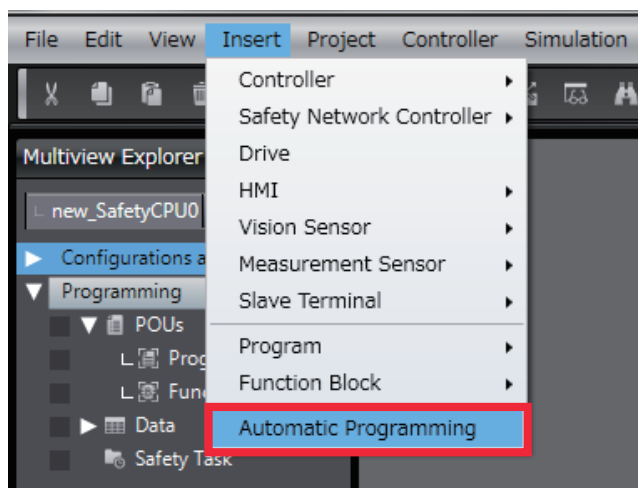 File Edit View Insert Project Controller Simulation
Controller
Safety Network Controller
Drive
HMI
Vision Sensor
Measurement Sensor
Slave Terminal
Program
Function Block
Automatic Programming
Multiview Explorer
new_SafetyCPU0
Configurations a
Programming
POUs
Prog
Fun
Data
Safety Task